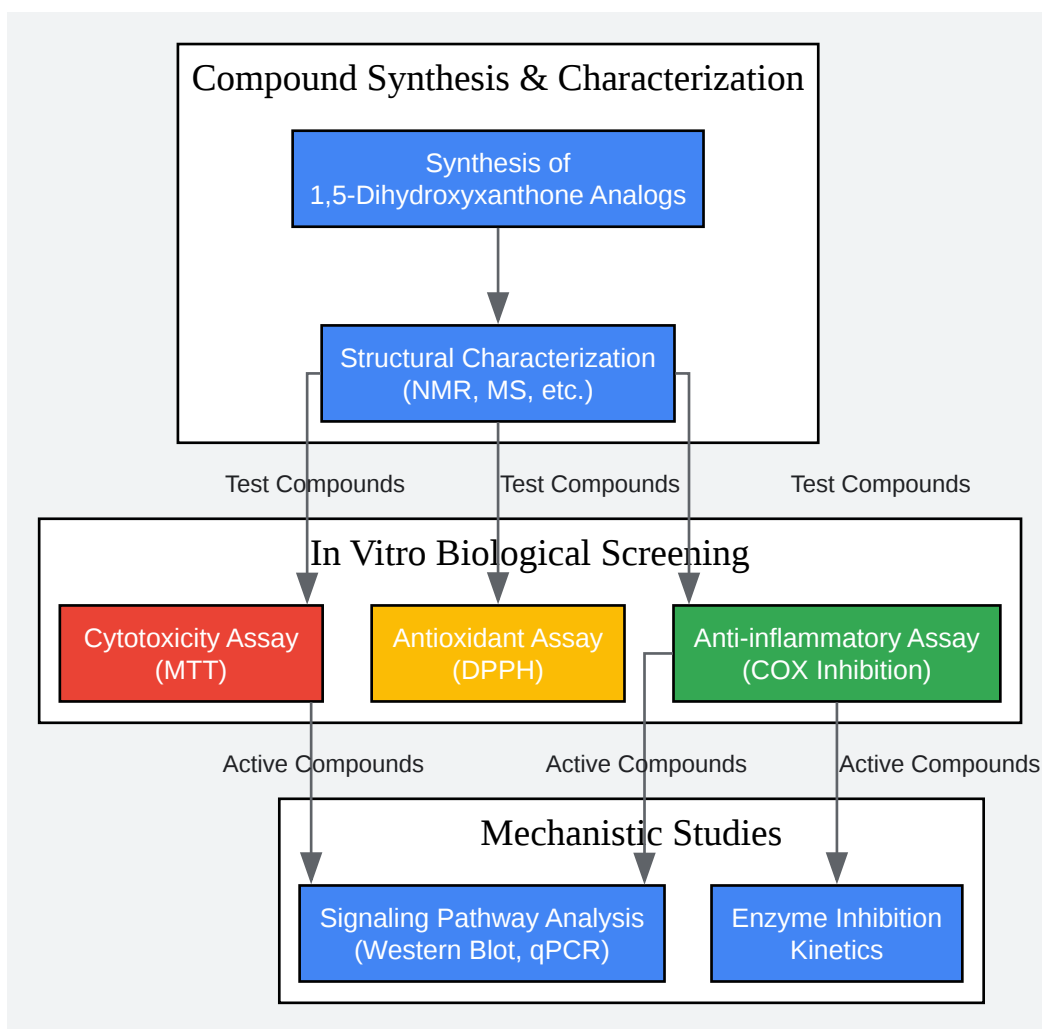 Compound Synthesis & Characterization
Synthesis of
1,5-Dihydroxyxanthone Analogs
Structural Characterization
(NMR, MS, etc.)
Test Compounds
Test Compounds
Test Compounds
In Vitro Biological Screening
Cytotoxicity Assay
(MTT)
Antioxidant Assay
(DPPH)
Anti-inflammatory Assay
(COX Inhibition)
Active Compounds
Active Compounds
Active Compounds
Mechanistic Studies
Signaling Pathway Analysis
(Western Blot, qPCR)
Enzyme Inhibition
Kinetics